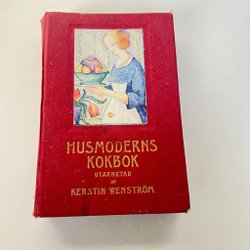 HUSMODERNS
KOKBOK
UTARBETAD
AV
KERSTIN WENSTRÖM